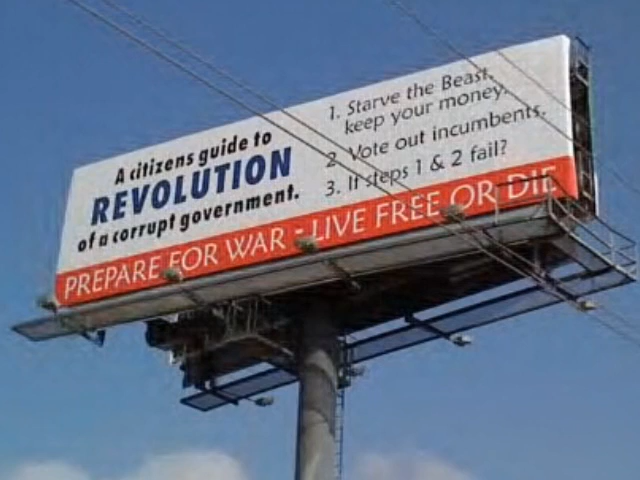 A citizens guide to
REVOLUTION
of a corrupt government.
1. Starve the Beast,
keep your money.
2. Vote out incumbents.
3. If steps 1 & 2 fail?
PREPARE FOR WAR - LIVE FREE OR DIE